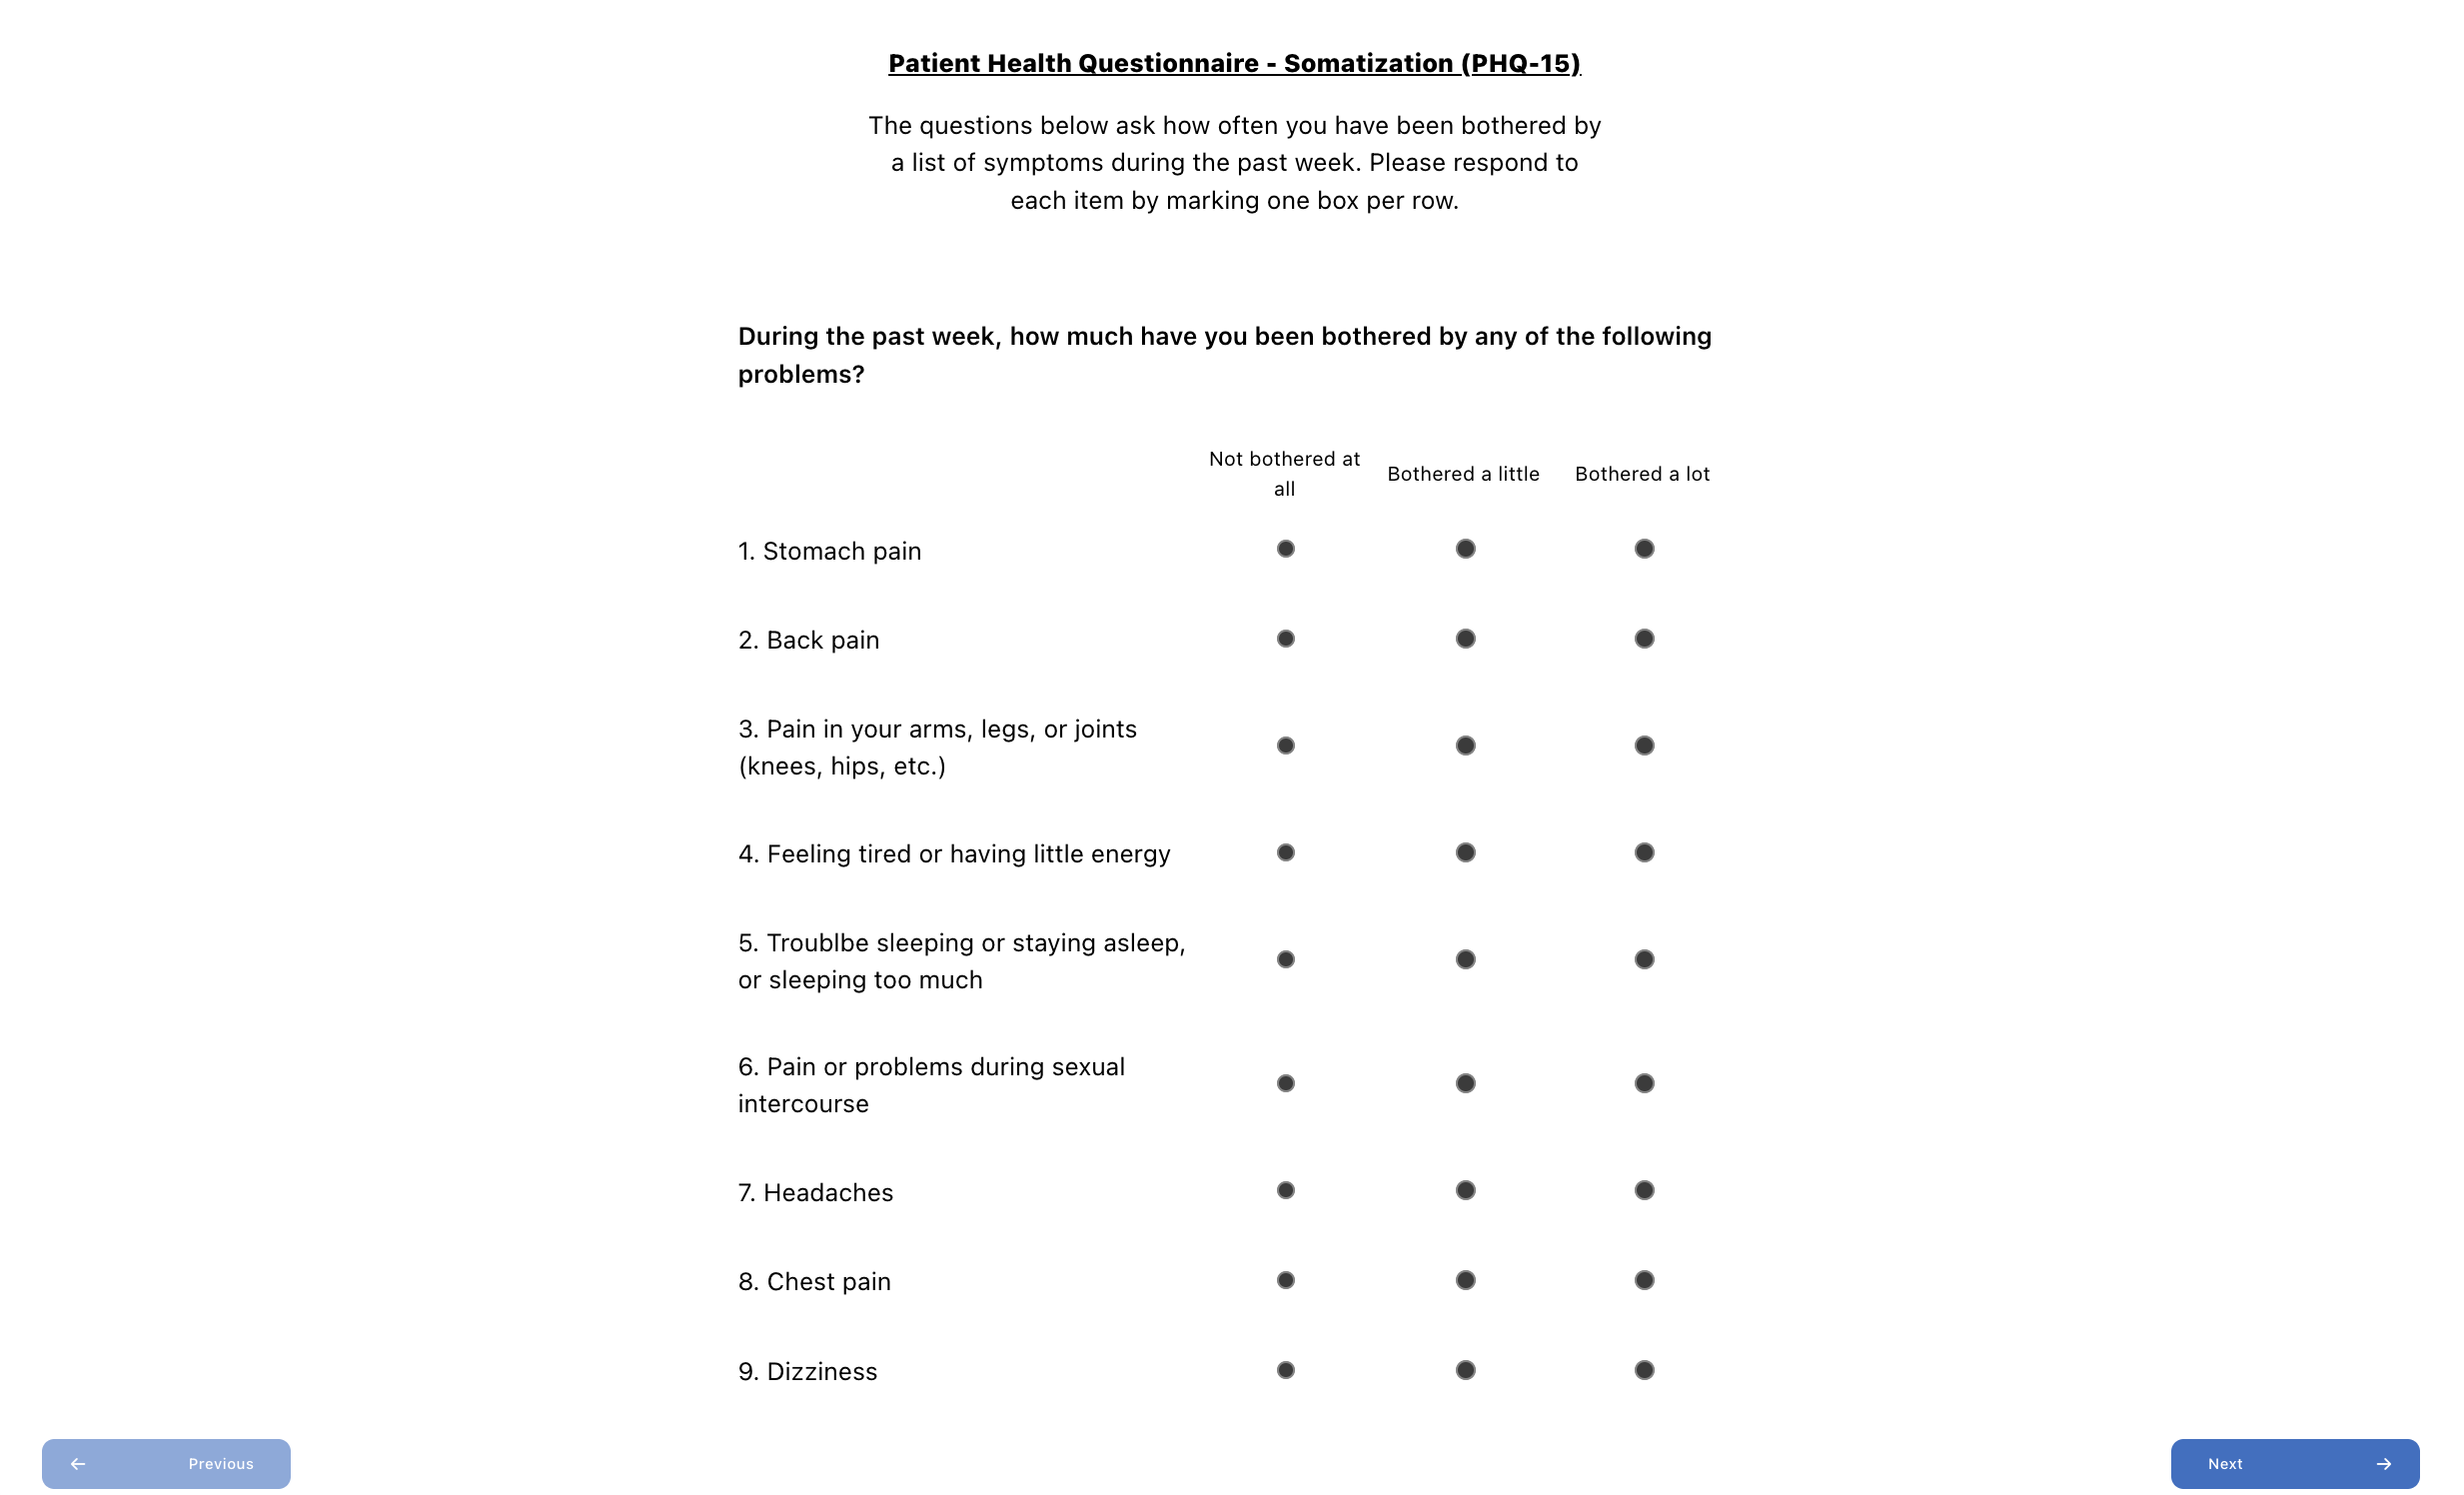 Patient Health Questionnaire - Somatization (PHQ-15)
The questions below ask how often you have been bothered by
a list of symptoms during the past week. Please respond to
each item by marking one box per row.
During the past week, how much have you been bothered by any of the following
problems?
Not bothered at
all
Bothered a little
Bothered a lot
1. Stomach pain
2. Back pain
3. Pain in your arms, legs, or joints
(knees, hips, etc.)
4. Feeling tired or having little energy
5. Troublbe sleeping or staying asleep,
or sleeping too much
6. Pain or problems during sexual
intercourse
7. Headaches
8. Chest pain
9. Dizziness
Previous
Next